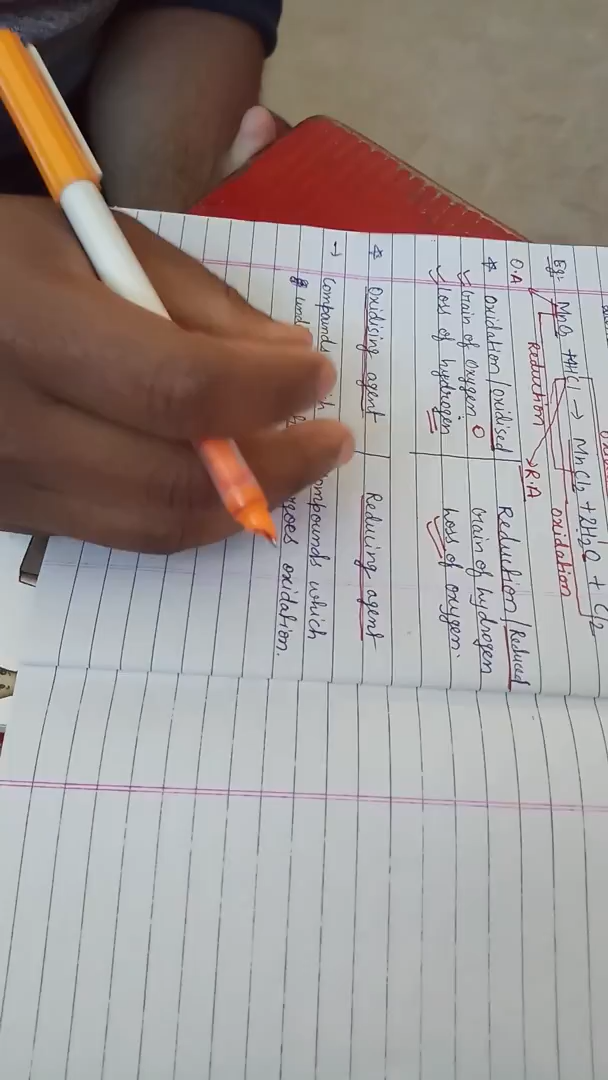 Eg:- MnO2 + 4HCl → MnCl2 + 2H2O + Cl2
oxidation
Reduction
O.A
R.A
* Oxidation/oxidised
Reduction/Reduced
✓ Gain of oxygen O
Gain of hydrogen
✓ loss of hydrogen
loss of oxygen.
* Oxidising agent
Reducing agent
→ Compounds
compounds which
oxidation.